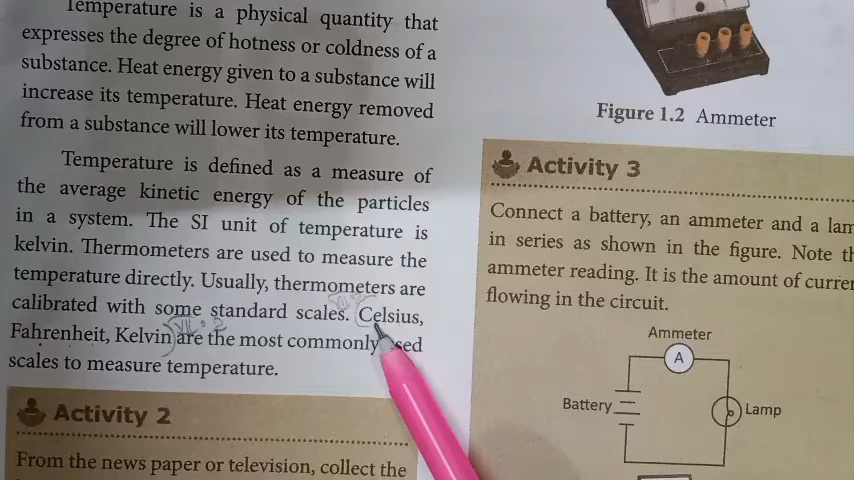 Temperature is a physical quantity that
expresses the degree of hotness or coldness of a
substance. Heat energy given to a substance will
increase its temperature. Heat energy removed
from a substance will lower its temperature.
Temperature is defined as a measure of
the average kinetic energy of the particles
in a system. The SI unit of temperature is
kelvin. Thermometers are used to measure the
temperature directly. Usually, thermometers are
calibrated with some standard scales. Celsius,
Fahrenheit, Kelvin are the most commonly
scales to measure temperature.
Activity 2
From the news paper or television, collect the
Figure 1.2 Ammeter
Activity 3
Connect a battery, an ammeter and a
in series as shown in the figure. Note
ammeter reading. It is the amount of
flowing in the circuit.
Ammeter
A
Battery
Lamp